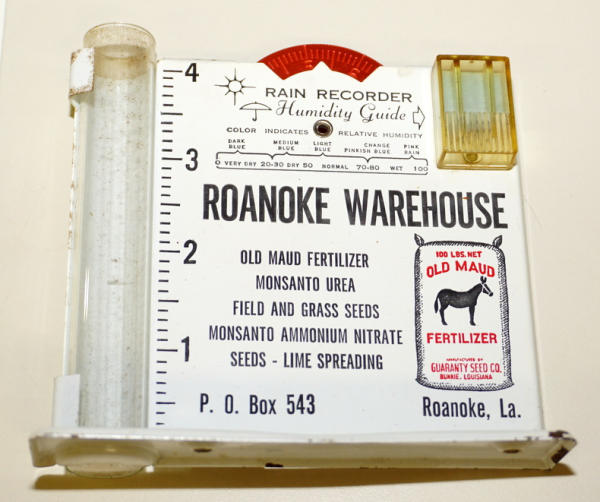 4
RAIN RECORDER
Humidity Guide
COLOR INDICATES RELATIVE HUMIDITY
DARK BLUE MEDIUM BLUE LIGHT BLUE CHANGE PINKISH BLUE PINK RAIN
0 VERY DRY 20-30 DRY 50 NORMAL 70-80 WET 100
3
ROANOKE WAREHOUSE
2
OLD MAUD FERTILIZER
MONSANTO UREA
FIELD AND GRASS SEEDS
MONSANTO AMMONIUM NITRATE
1
SEEDS - LIME SPREADING
P. O. Box 543
100 LBS. NET
OLD MAUD
FERTILIZER
MANUFACTURED BY
GUARANTY SEED CO.
BUNKIE, LOUISIANA
Roanoke, La.